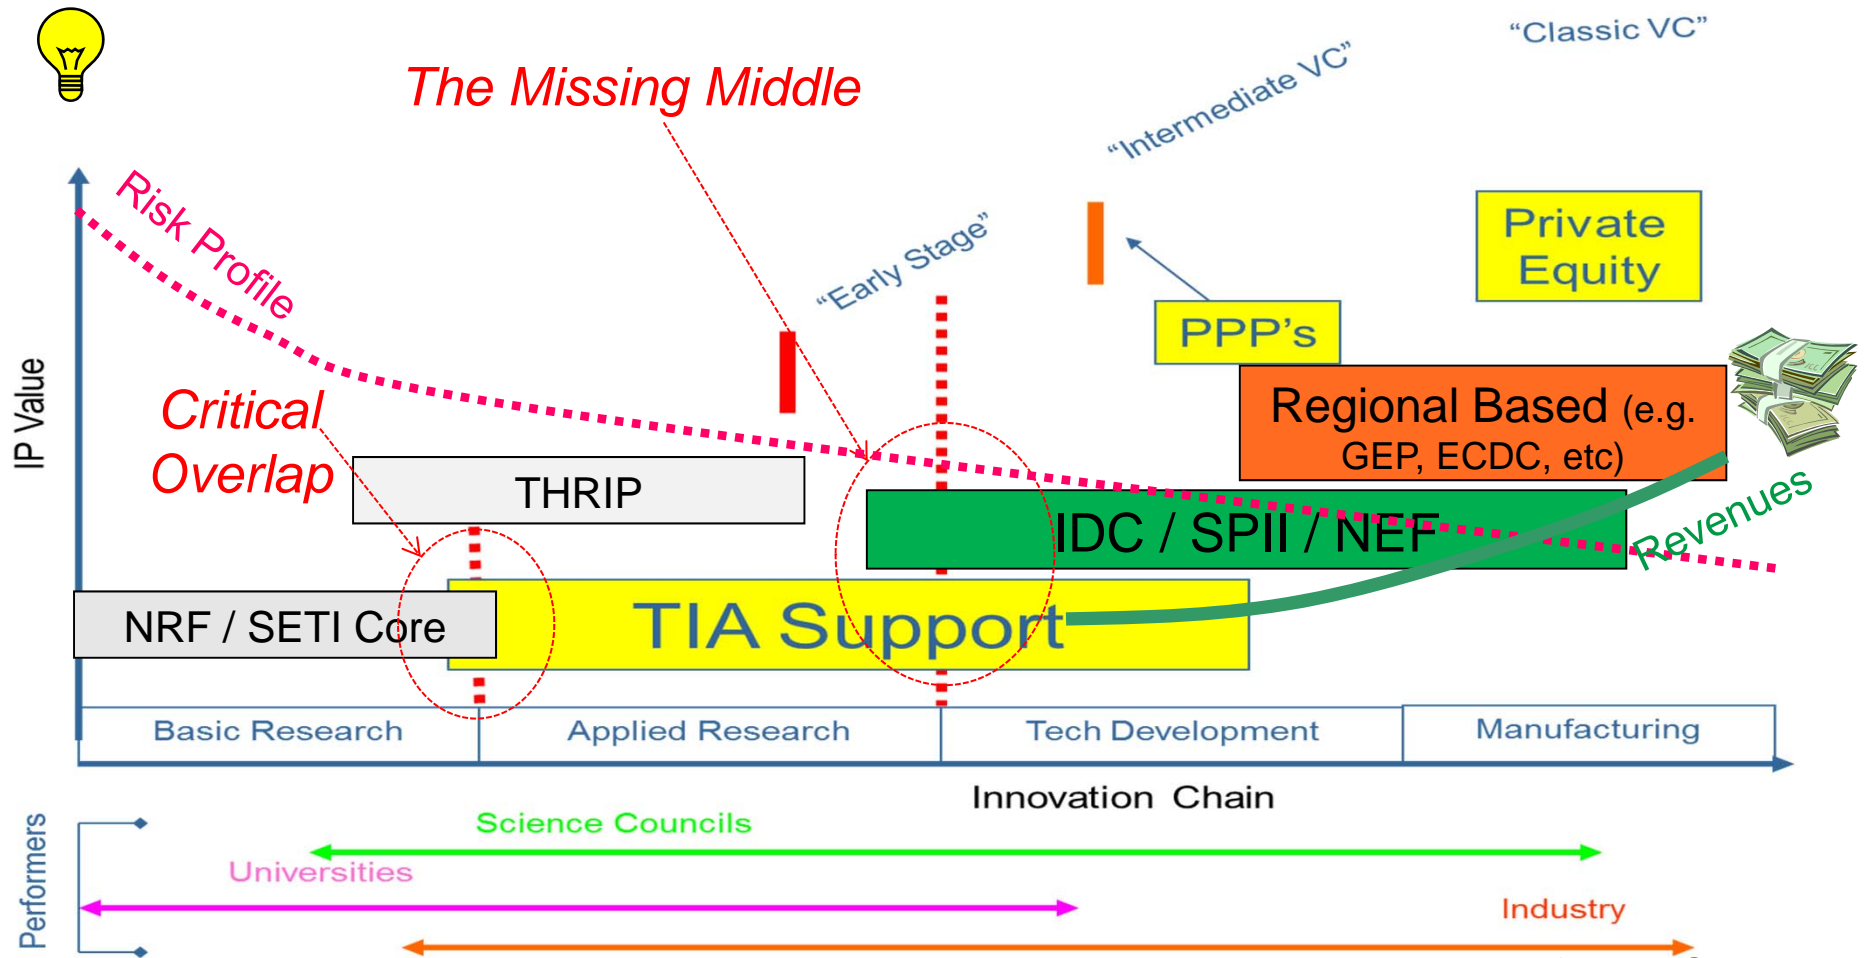 "Classic VC"
"Intermediate VC"
The Missing Middle
Risk Profile
"Early Stage"
Private
Equity
PPP's
IP Value
Critical
Overlap
Regional Based (e.g.
GEP, ECDC, etc)
THRIP
IDC / SPII / NEF
Revenues
NRF / SETI Core
TIA Support
Basic Research
Applied Research
Tech Development
Manufacturing
Innovation Chain
Performers
Science Councils
Universities
Industry